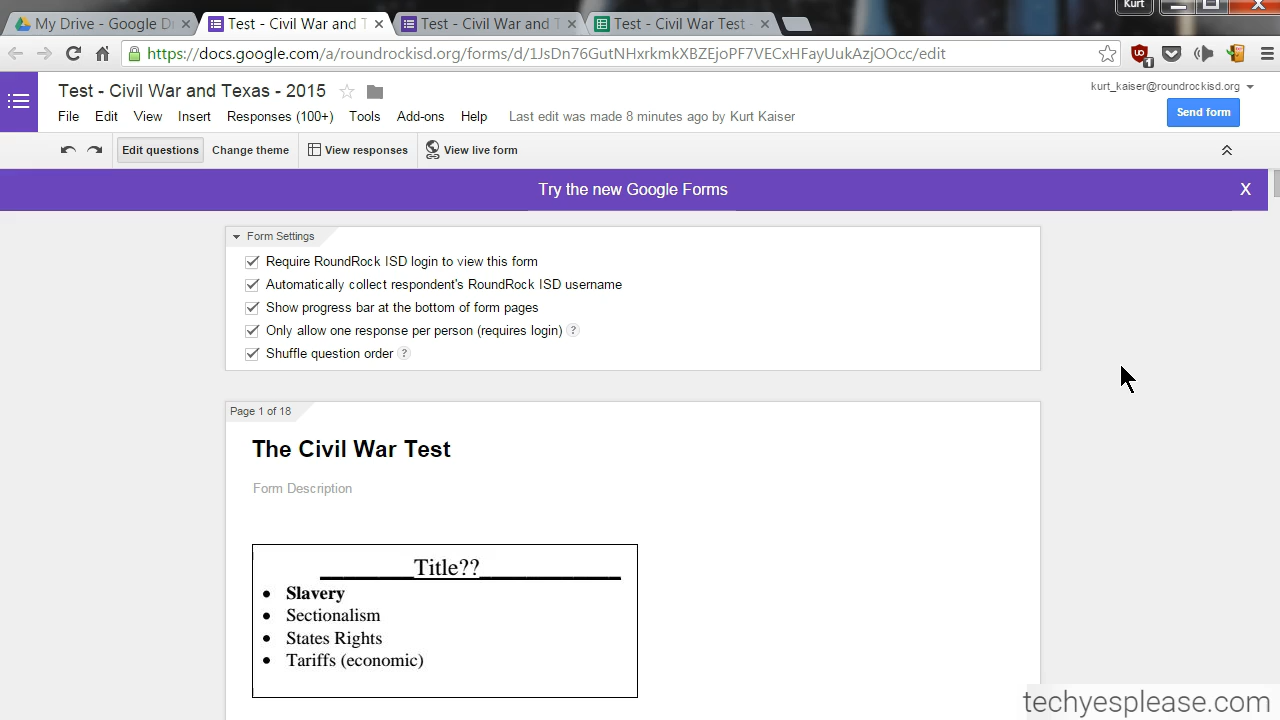 Kurt
My Drive - Google D
Test - Civil War and T
Test - Civil War and T
Test - Civil War Test -
https://docs.google.com/a/roundrockisd.org/forms/d/1JsDn76GutNHxrkmkXBZEjoPF7VECxHFayUukAzjOOcc/edit
Test - Civil War and Texas - 2015
kurt_kaiser@roundrockisd.org
File Edit View Insert Responses (100+) Tools Add-ons Help Last edit was made 8 minutes ago by Kurt Kaiser
Send form
Edit questions Change theme View responses View live form
Try the new Google Forms X
Form Settings
Require RoundRock ISD login to view this form
Automatically collect respondent's RoundRock ISD username
Show progress bar at the bottom of form pages
Only allow one response per person (requires login) ?
Shuffle question order ?
Page 1 of 18
The Civil War Test
Form Description
________Title??____________
• Slavery
• Sectionalism
• States Rights
• Tariffs (economic)
techyesplease.com